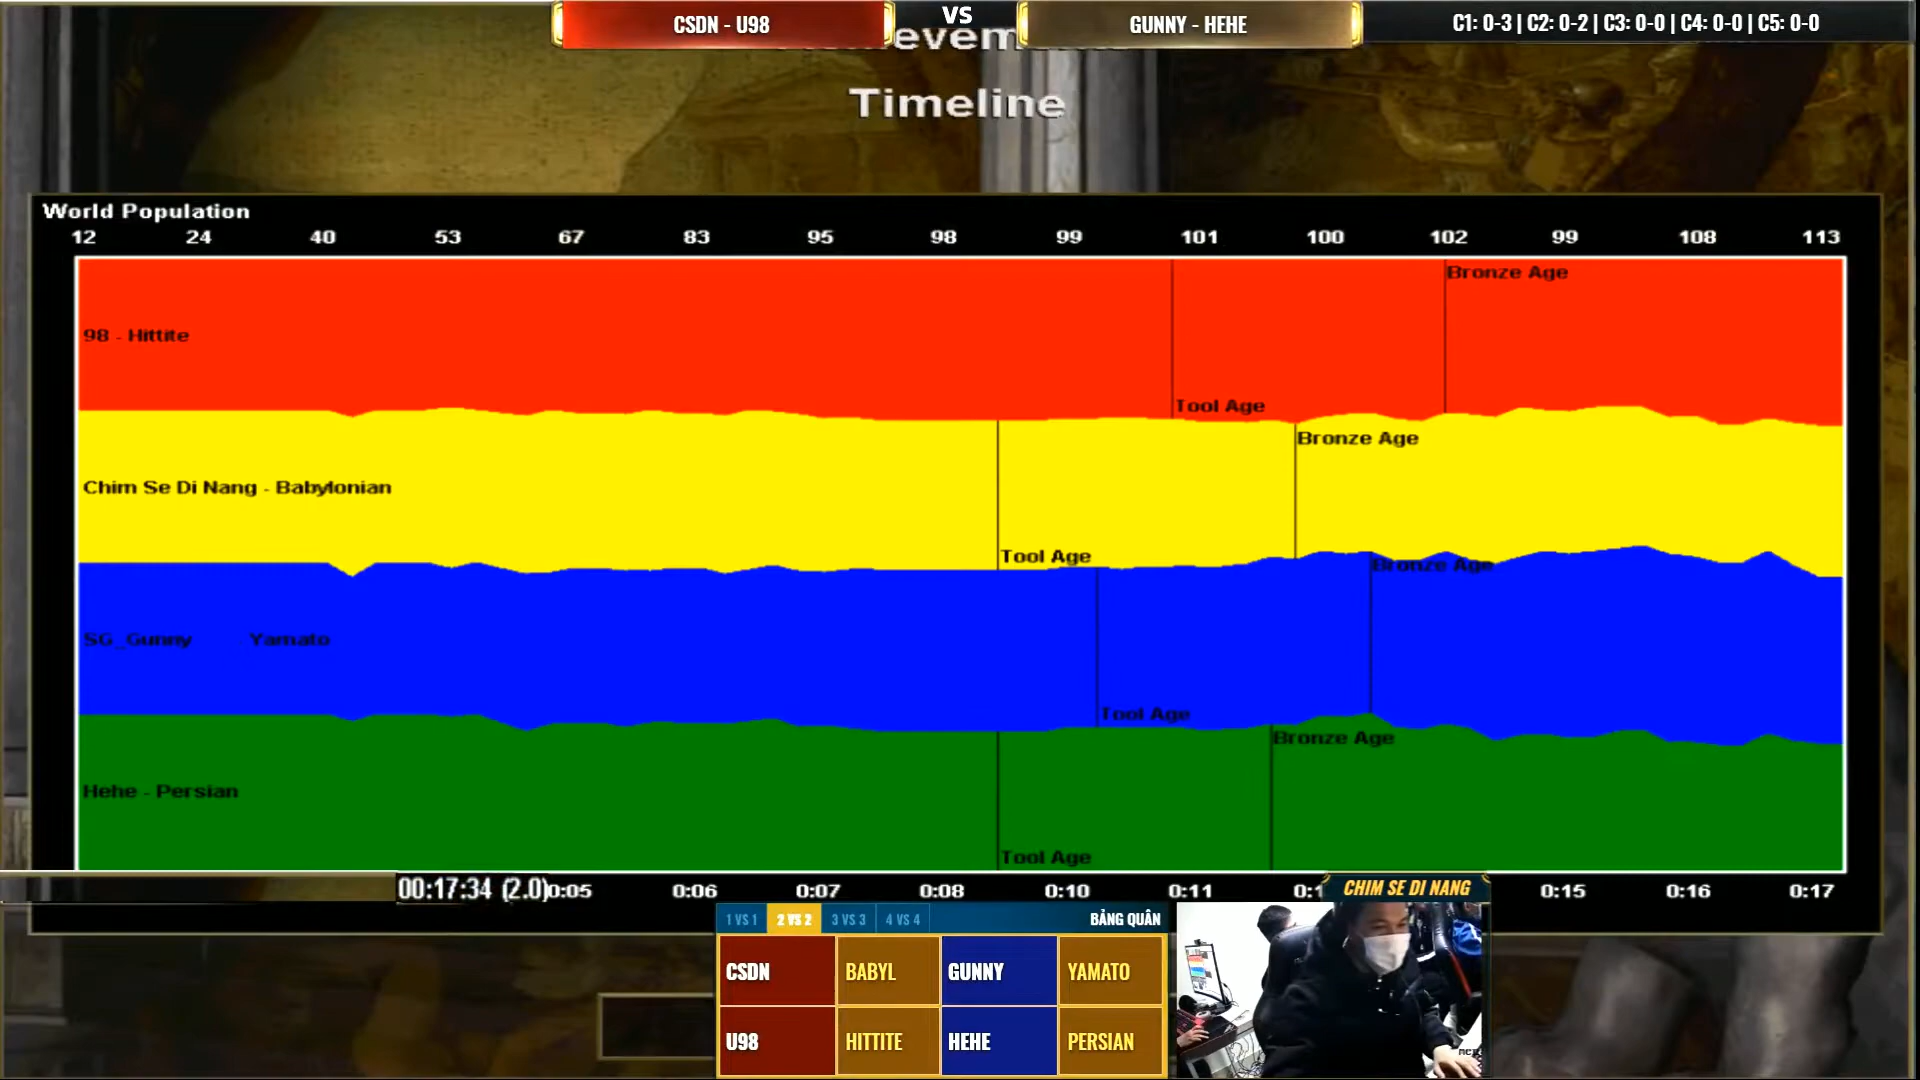 CSDN - U98
VS
GUNNY - HEHE
C1: 0-3 | C2: 0-2 | C3: 0-0 | C4: 0-0 | C5: 0-0
Timeline
World Population
12 24 40 53 67 83 95 98 99 101 100 102 99 108 113
Bronze Age
98 - Hittite
Tool Age
Bronze Age
Chim Se Di Nang - Babylonian
Tool Age
Bronze Age
SG_Gunny Yamato
Tool Age
Bronze Age
Hehe - Persian
Tool Age
00:17:34 (2.0) 0:05 0:06 0:07 0:08 0:10 0:11 0:15 0:16 0:17
CHIM SE DI NANG
1 VS 1 2 VS 2 3 VS 3 4 VS 4 BẢNG QUÂN
CSDN BABYL GUNNY YAMATO
U98 HITTITE HEHE PERSIAN